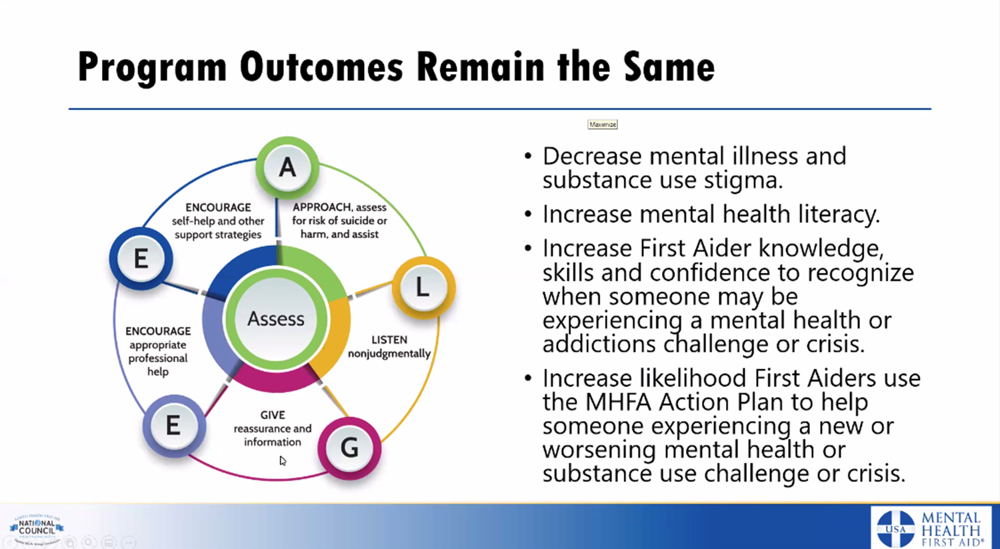 Program Outcomes Remain the Same
Maximize
A
ENCOURAGE
self-help and other
support strategies
APPROACH, assess
for risk of suicide or
harm, and assist
E
L
Assess
ENCOURAGE
appropriate
professional
help
LISTEN
nonjudgmentally
E
GIVE
reassurance and
information
G
• Decrease mental illness and
substance use stigma.
• Increase mental health literacy.
• Increase First Aider knowledge,
skills and confidence to recognize
when someone may be
experiencing a mental health or
addictions challenge or crisis.
• Increase likelihood First Aiders use
the MHFA Action Plan to help
someone experiencing a new or
worsening mental health or
substance use challenge or crisis.
NATIONAL
COUNCIL
USA
MENTAL
HEALTH
FIRST AID®